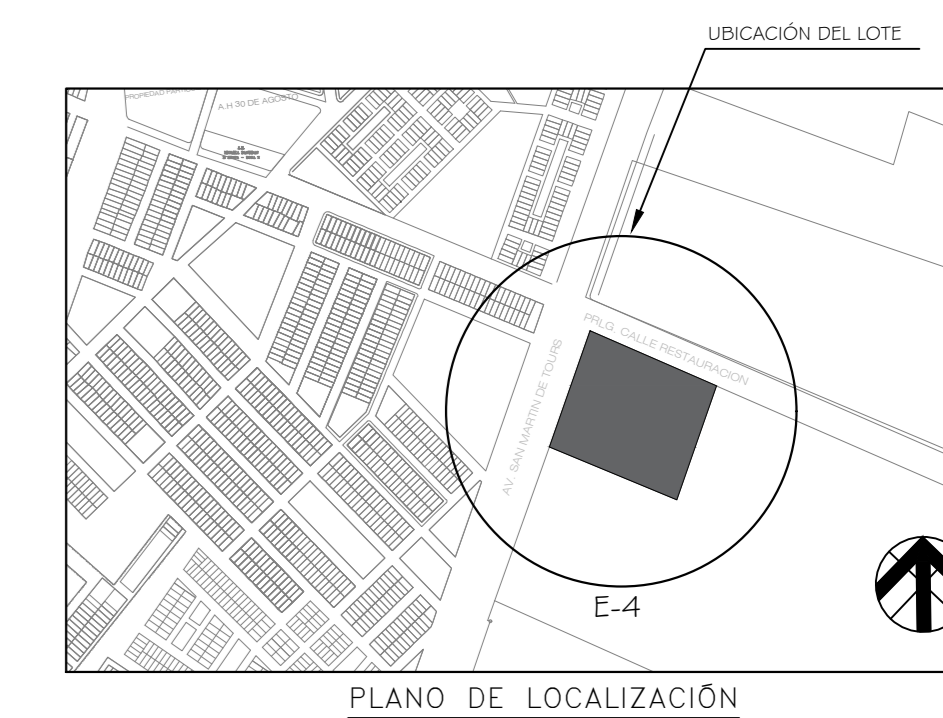 UBICACIÓN DEL LOTE
A.H 30 DE AGOSTO
PRLG. CALLE RESTAURACION
AV. SAN MARTIN DE TOURS
E-4
PLANO DE LOCALIZACIÓN